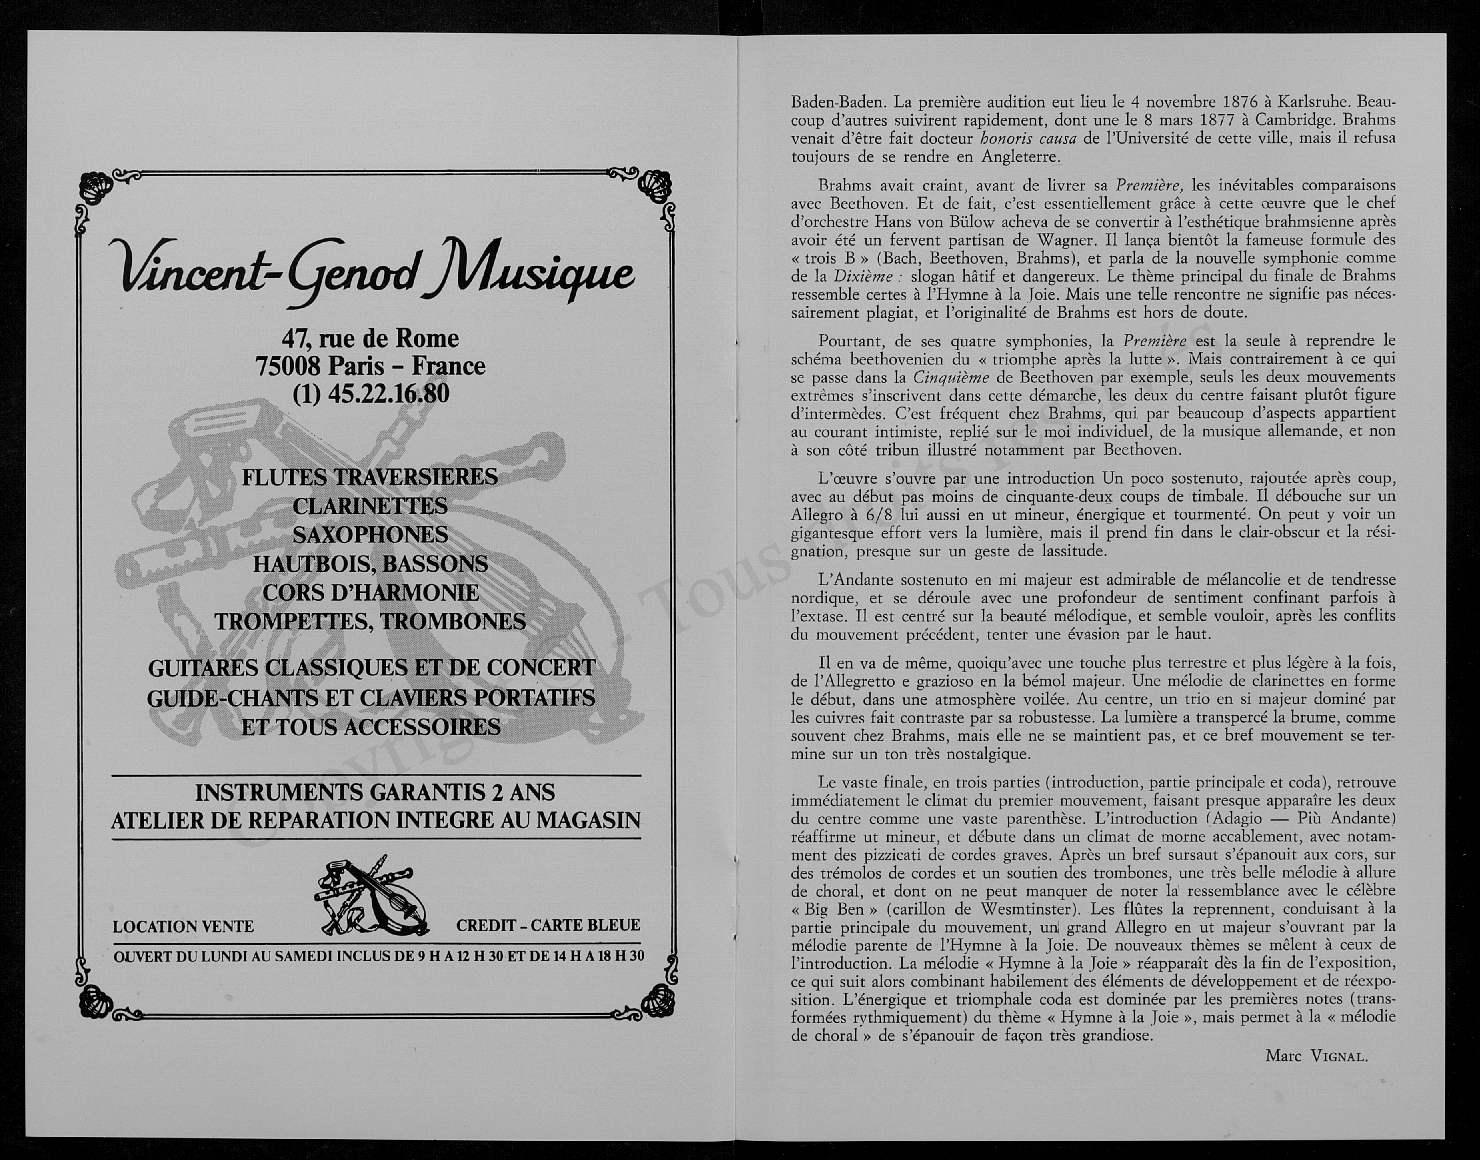 Vincent-Genod Musique
47, rue de Rome
75008 Paris – France
(1) 45.22.16.80
FLUTES TRAVERSIERES
CLARINETTES
SAXOPHONES
HAUTBOIS, BASSONS
CORS D'HARMONIE
TROMPETTES, TROMBONES
GUITARES CLASSIQUES ET DE CONCERT
GUIDE-CHANTS ET CLAVIERS PORTATIFS
ET TOUS ACCESSOIRES
INSTRUMENTS GARANTIS 2 ANS
ATELIER DE REPARATION INTEGRE AU MAGASIN
LOCATION VENTE
CREDIT – CARTE BLEUE
OUVERT DU LUNDI AU SAMEDI INCLUS DE 9 H A 12 H 30 ET DE 14 H A 18 H 30
Copyright - Tous droits réservés.
Baden-Baden. La première audition eut lieu le 4 novembre 1876 à Karlsruhe. Beau-
coup d'autres suivirent rapidement, dont une le 8 mars 1877 à Cambridge. Brahms
venait d'être fait docteur honoris causa de l'Université de cette ville, mais il refusa
toujours de se rendre en Angleterre.
Brahms avait craint, avant de livrer sa Première, les inévitables comparaisons
avec Beethoven. Et de fait, c'est essentiellement grâce à cette œuvre que le chef
d'orchestre Hans von Bülow acheva de se convertir à l'esthétique brahmsienne après
avoir été un fervent partisan de Wagner. Il lança bientôt la fameuse formule des
« trois B » (Bach, Beethoven, Brahms), et parla de la nouvelle symphonie comme
de la Dixième : slogan hâtif et dangereux. Le thème principal du finale de Brahms
ressemble certes à l'Hymne à la Joie. Mais une telle rencontre ne signifie pas néces-
sairement plagiat, et l'originalité de Brahms est hors de doute.
Pourtant, de ses quatre symphonies, la Première est la seule à reprendre le
schéma beethovenien du « triomphe après la lutte ». Mais contrairement à ce qui
se passe dans la Cinquième de Beethoven par exemple, seuls les deux mouvements
extrêmes s'inscrivent dans cette démarche, les deux du centre faisant plutôt figure
d'intermèdes. C'est fréquent chez Brahms, qui par beaucoup d'aspects appartient
au courant intimiste, replié sur le moi individuel, de la musique allemande, et non
à son côté tribun illustré notamment par Beethoven.
L'œuvre s'ouvre par une introduction Un poco sostenuto, rajoutée après coup,
avec au début pas moins de cinquante-deux coups de timbale. Il débouche sur un
Allegro à 6/8 lui aussi en ut mineur, énergique et tourmenté. On peut y voir un
gigantesque effort vers la lumière, mais il prend fin dans le clair-obscur et la rési-
gnation, presque sur un geste de lassitude.
L'Andante sostenuto en mi majeur est admirable de mélancolie et de tendresse
nordique, et se déroule avec une profondeur de sentiment confinant parfois à
l'extase. Il est centré sur la beauté mélodique, et semble vouloir, après les conflits
du mouvement précédent, tenter une évasion par le haut.
Il en va de même, quoiqu'avec une touche plus terrestre et plus légère à la fois,
de l'Allegretto e grazioso en la bémol majeur. Une mélodie de clarinettes en forme
le début, dans une atmosphère voilée. Au centre, un trio en si majeur dominé par
les cuivres fait contraste par sa robustesse. La lumière a transpercé la brume, comme
souvent chez Brahms, mais elle ne se maintient pas, et ce bref mouvement se ter-
mine sur un ton très nostalgique.
Le vaste finale, en trois parties (introduction, partie principale et coda), retrouve
immédiatement le climat du premier mouvement, faisant presque apparaître les deux
du centre comme une vaste parenthèse. L'introduction (Adagio — Più Andante)
réaffirme ut mineur, et débute dans un climat de morne accablement, avec notam-
ment des pizzicati de cordes graves. Après un bref sursaut s'épanouit aux cors, sur
des trémolos de cordes et un soutien des trombones, une très belle mélodie à allure
de choral, et dont on ne peut manquer de noter la ressemblance avec le célèbre
« Big Ben » (carillon de Wesmtinster). Les flûtes la reprennent, conduisant à la
partie principale du mouvement, un grand Allegro en ut majeur s'ouvrant par la
mélodie parente de l'Hymne à la Joie. De nouveaux thèmes se mêlent à ceux de
l'introduction. La mélodie « Hymne à la Joie » réapparaît dès la fin de l'exposition,
ce qui suit alors combinant habilement des éléments de développement et de réexpo-
sition. L'énergique et triomphale coda est dominée par les premières notes (trans-
formées rythmiquement) du thème « Hymne à la Joie », mais permet à la « mélodie
de choral » de s'épanouir de façon très grandiose.
Marc VIGNAL.